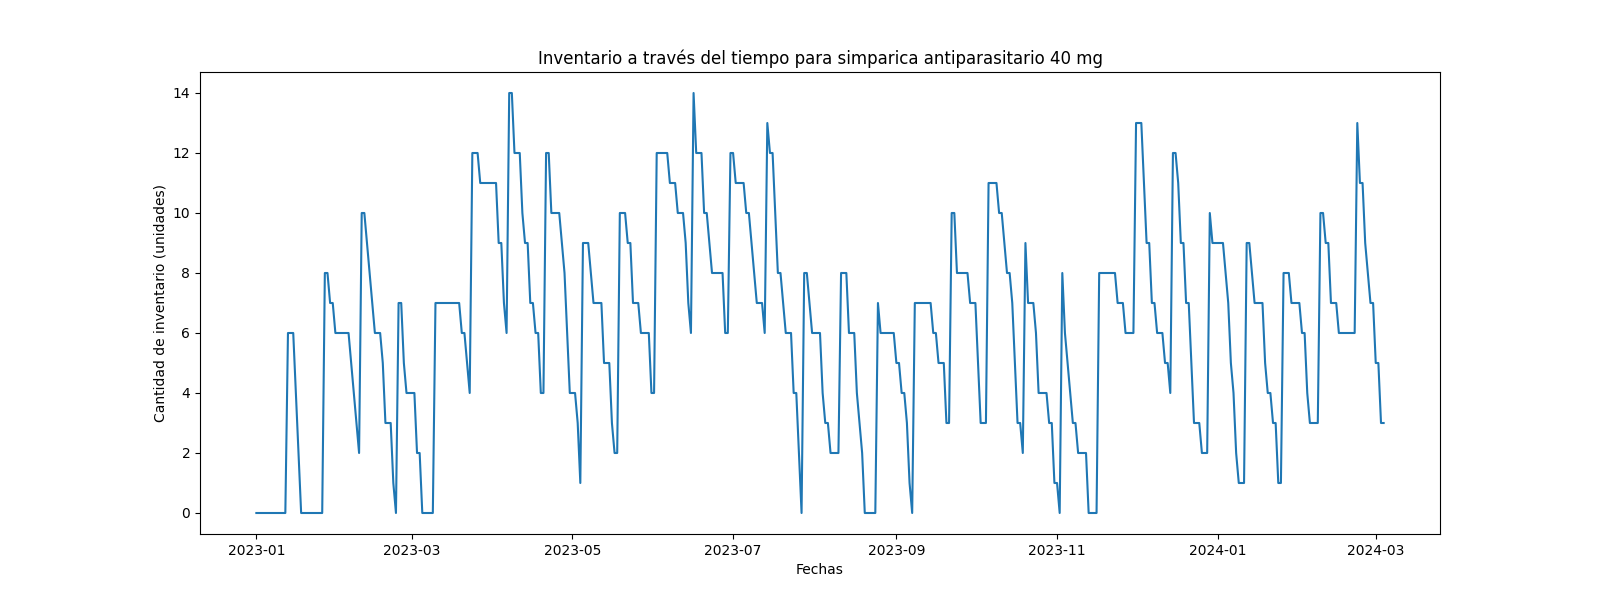 Inventario a través del tiempo para simparica antiparasitario 40 mg
Cantidad de inventario (unidades)
14
12
10
8
6
4
2
0
2023-01 2023-03 2023-05 2023-07 2023-09 2023-11 2024-01 2024-03
Fechas